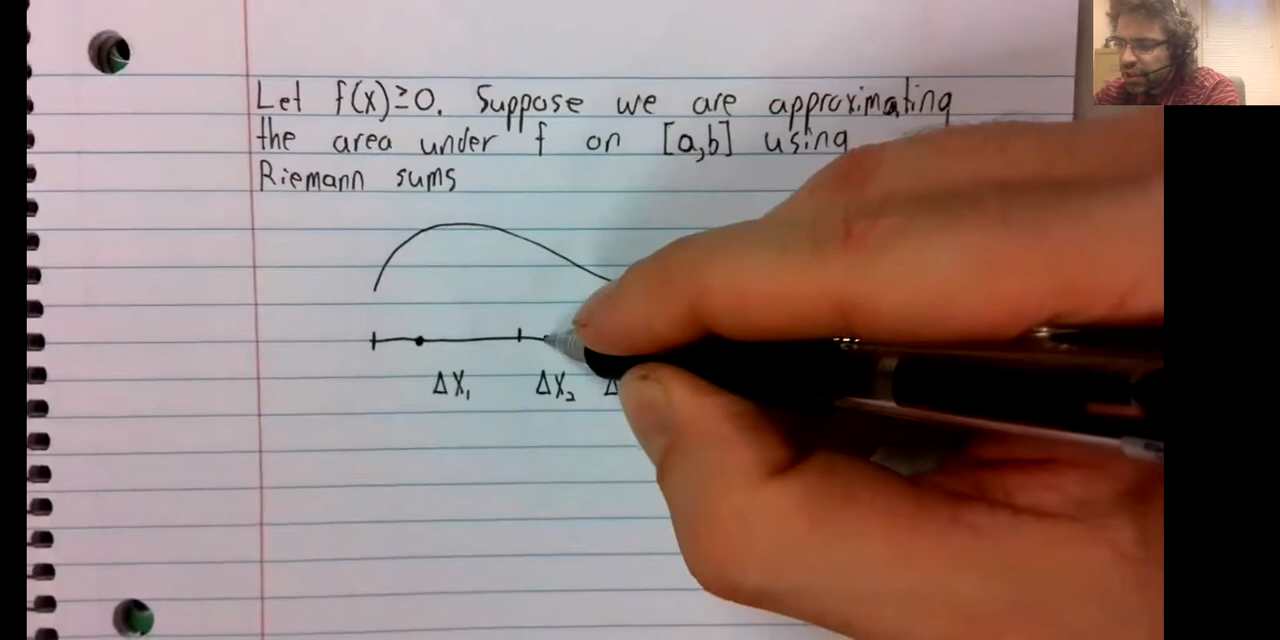 Let f(x)≥0. Suppose we are approximating
the area under f on [a,b] using
Riemann sums
ΔX₁ ΔX₂ Δ